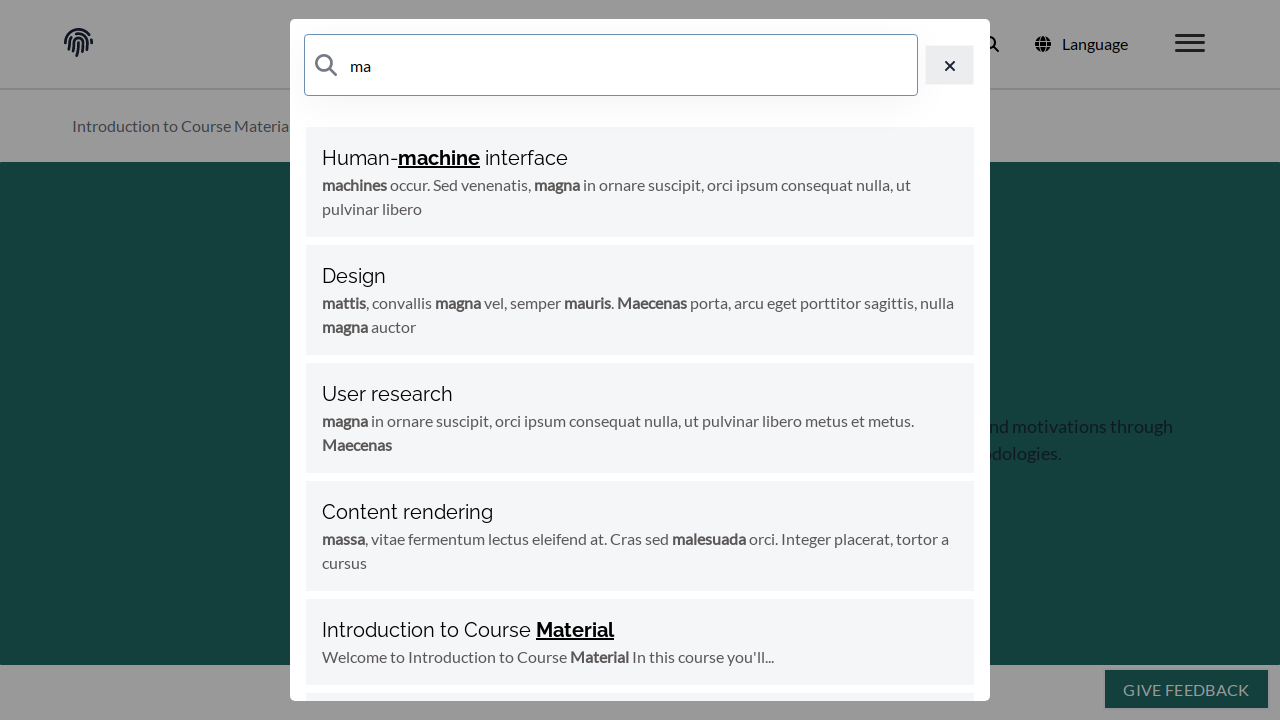 ma
Language
Introduction to Course Materia
Human-machine interface
machines occur. Sed venenatis, magna in ornare suscipit, orci ipsum consequat nulla, ut
pulvinar libero
Design
mattis, convallis magna vel, semper mauris. Maecenas porta, arcu eget porttitor sagittis, nulla
magna auctor
User research
magna in ornare suscipit, orci ipsum consequat nulla, ut pulvinar libero metus et metus.
Maecenas
nd motivations through
odologies.
Content rendering
massa, vitae fermentum lectus eleifend at. Cras sed malesuada orci. Integer placerat, tortor a
cursus
Introduction to Course Material
Welcome to Introduction to Course Material In this course you'll...
GIVE FEEDBACK